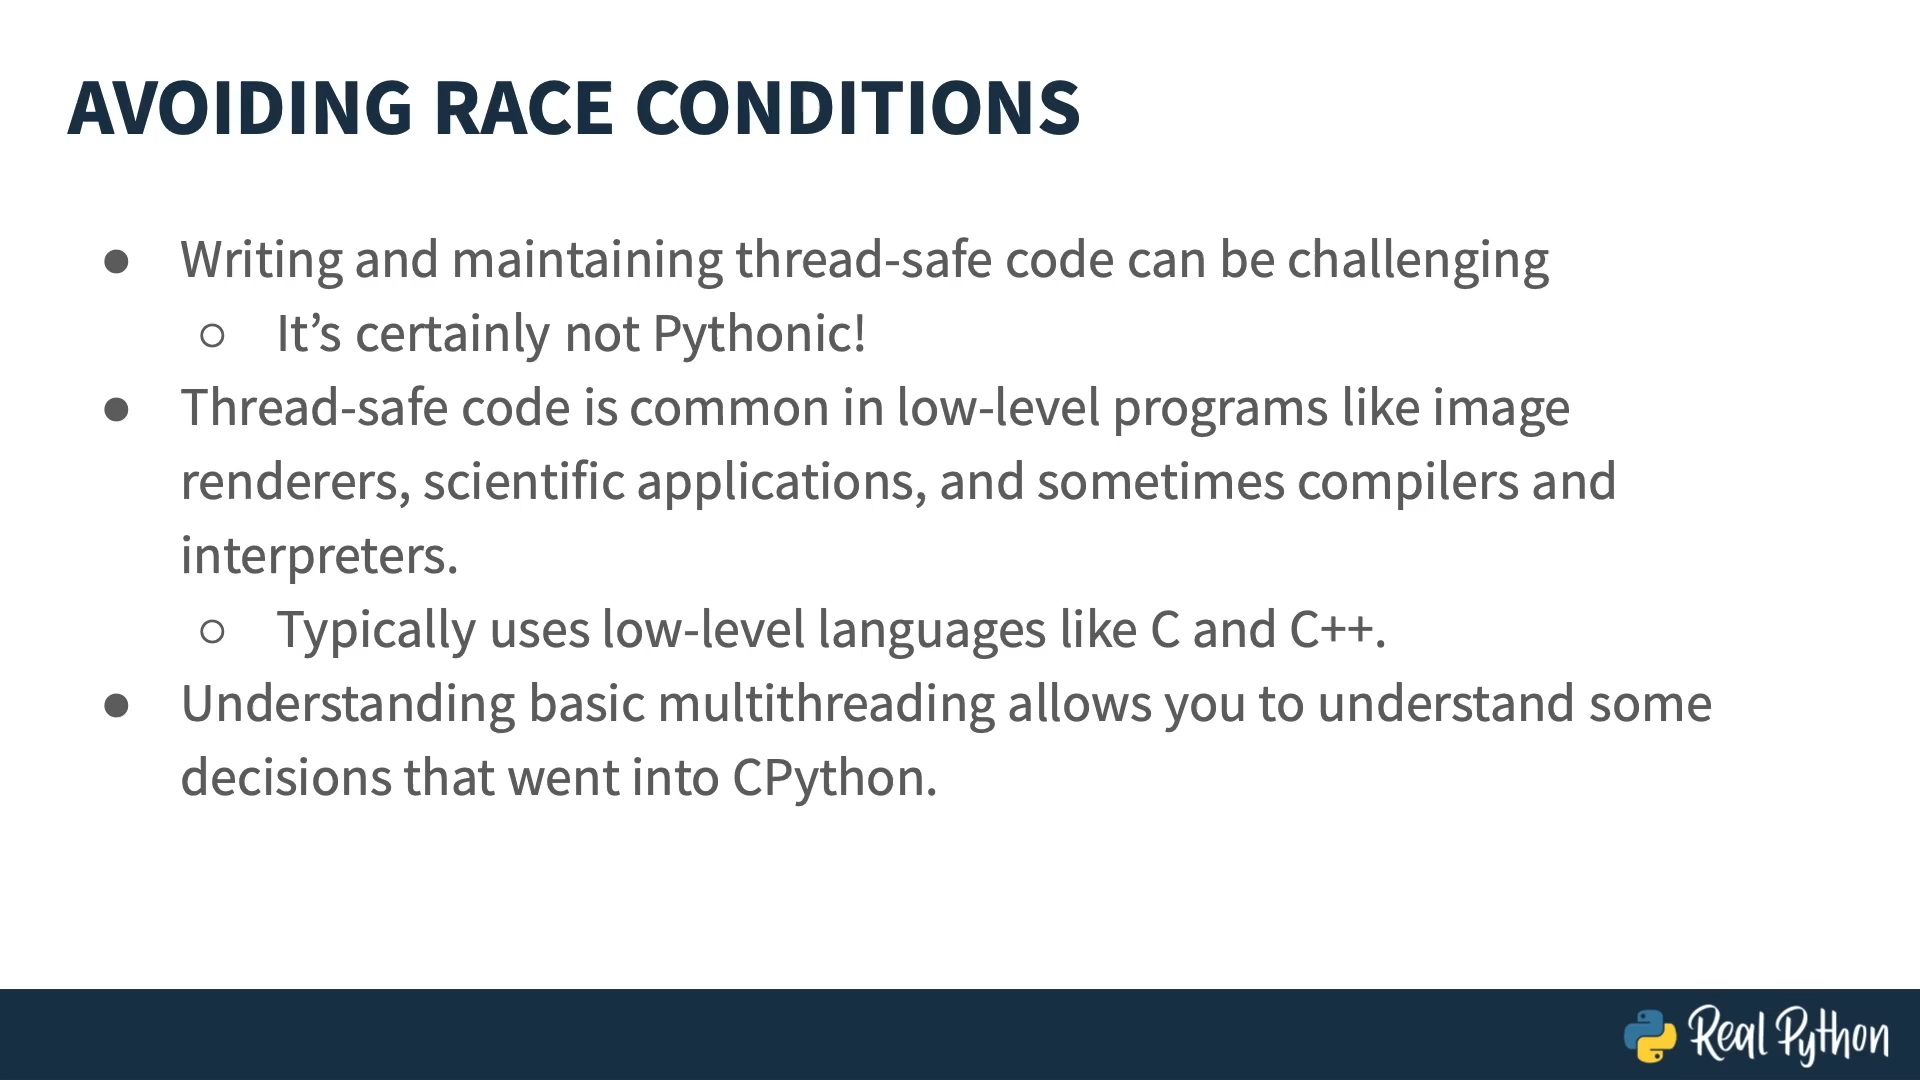 AVOIDING RACE CONDITIONS
● Writing and maintaining thread-safe code can be challenging
○ It’s certainly not Pythonic!
● Thread-safe code is common in low-level programs like image
renderers, scientific applications, and sometimes compilers and
interpreters.
○ Typically uses low-level languages like C and C++.
● Understanding basic multithreading allows you to understand some
decisions that went into CPython.
Real Python